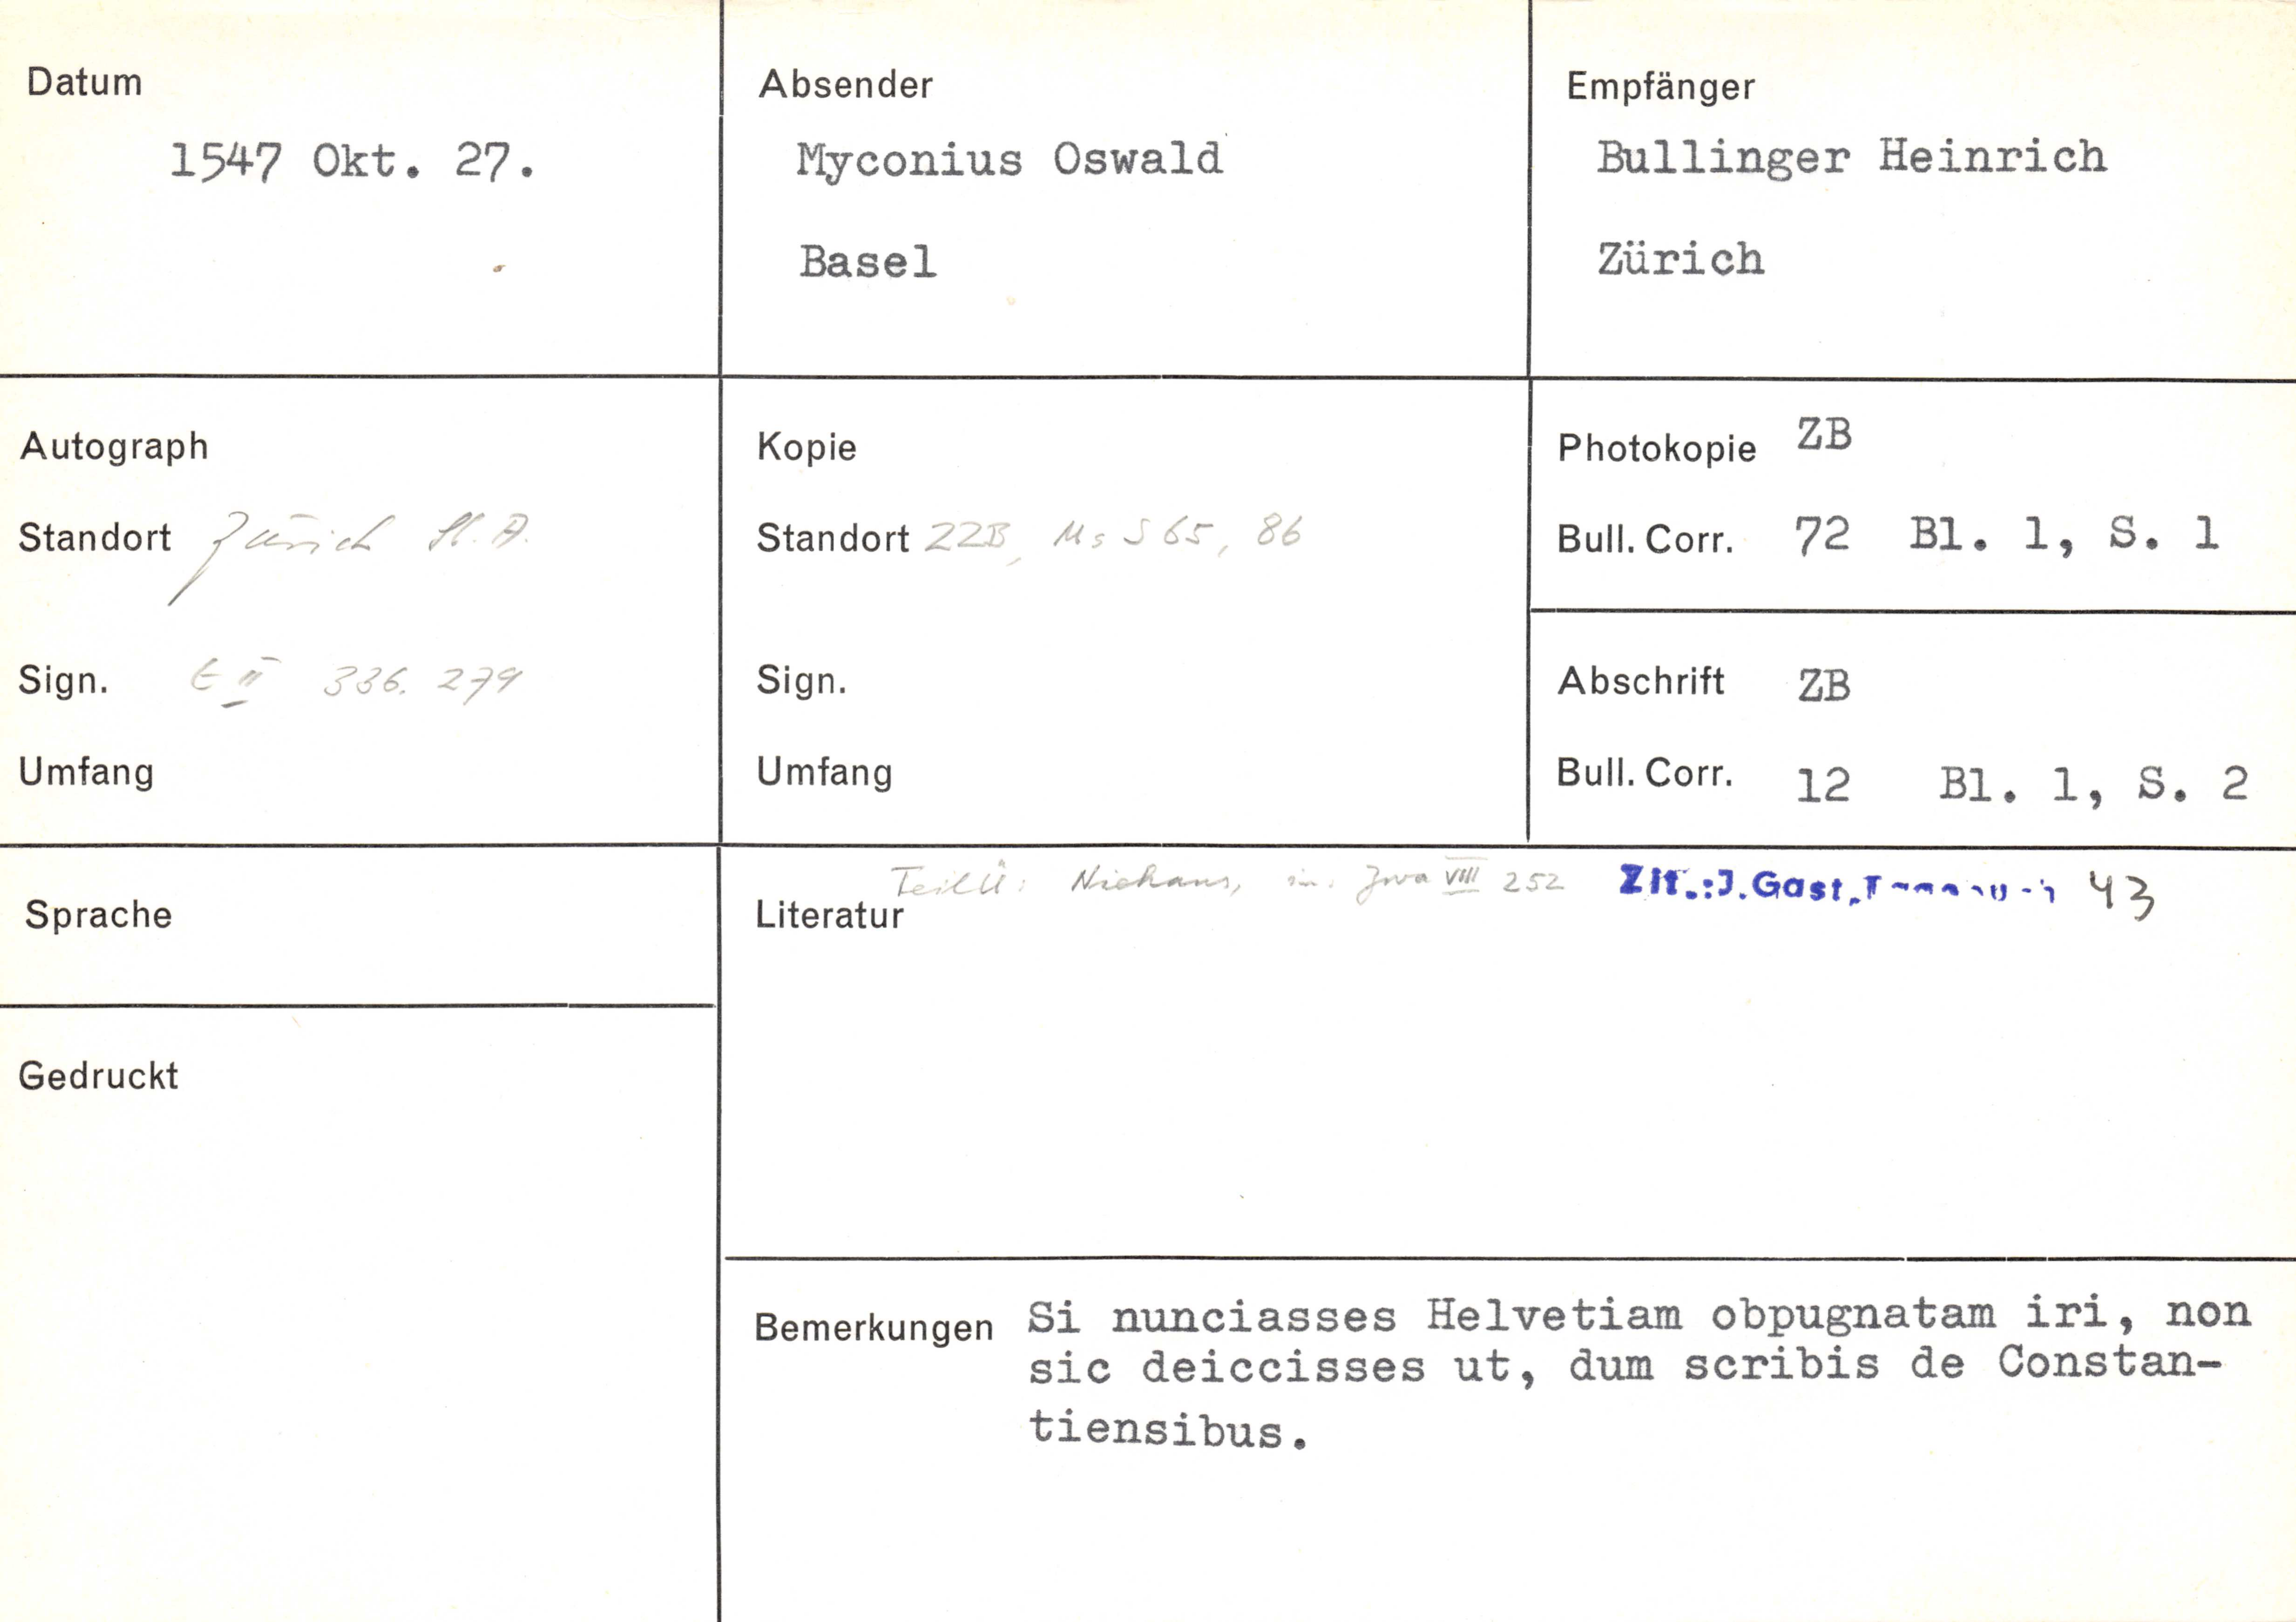 Datum
1547 Okt. 27.
Absender
Myconius Oswald
Basel
Empfänger
Bullinger Heinrich
Zürich
Autograph
Standort Zürich St. A.
Sign. E II 336. 279
Umfang
Kopie
Standort ZZB, Ms S 65, 86
Sign.
Umfang
Photokopie ZB
Bull. Corr. 72 Bl. 1, S. 1
Abschrift ZB
Bull. Corr. 12 Bl. 1, S. 2
Sprache
Gedruckt
Teilü: Niehans, in: Zwa VIII 252 Zit.:J.Gast, 43
Literatur
Bemerkungen Si nunciasses Helvetiam obpugnatam iri, non
sic deiccisses ut, dum scribis de Constan-
tiensibus.